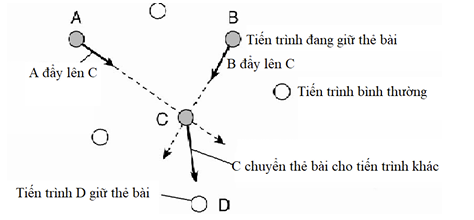 A
B
Tiến trình đang giữ thẻ bài
A đẩy lên C
B đẩy lên C
Tiến trình bình thường
C
C chuyển thẻ bài cho tiến trình khác
Tiến trình D giữ thẻ bài
D